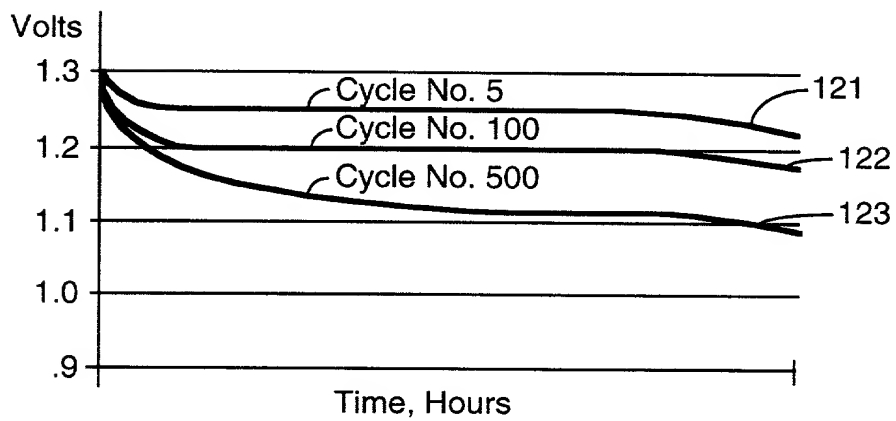 Volts
1.3
Cycle No. 5
121
Cycle No. 100
1.2
122
Cycle No. 500
123
1.1
1.0
.9
Time, Hours